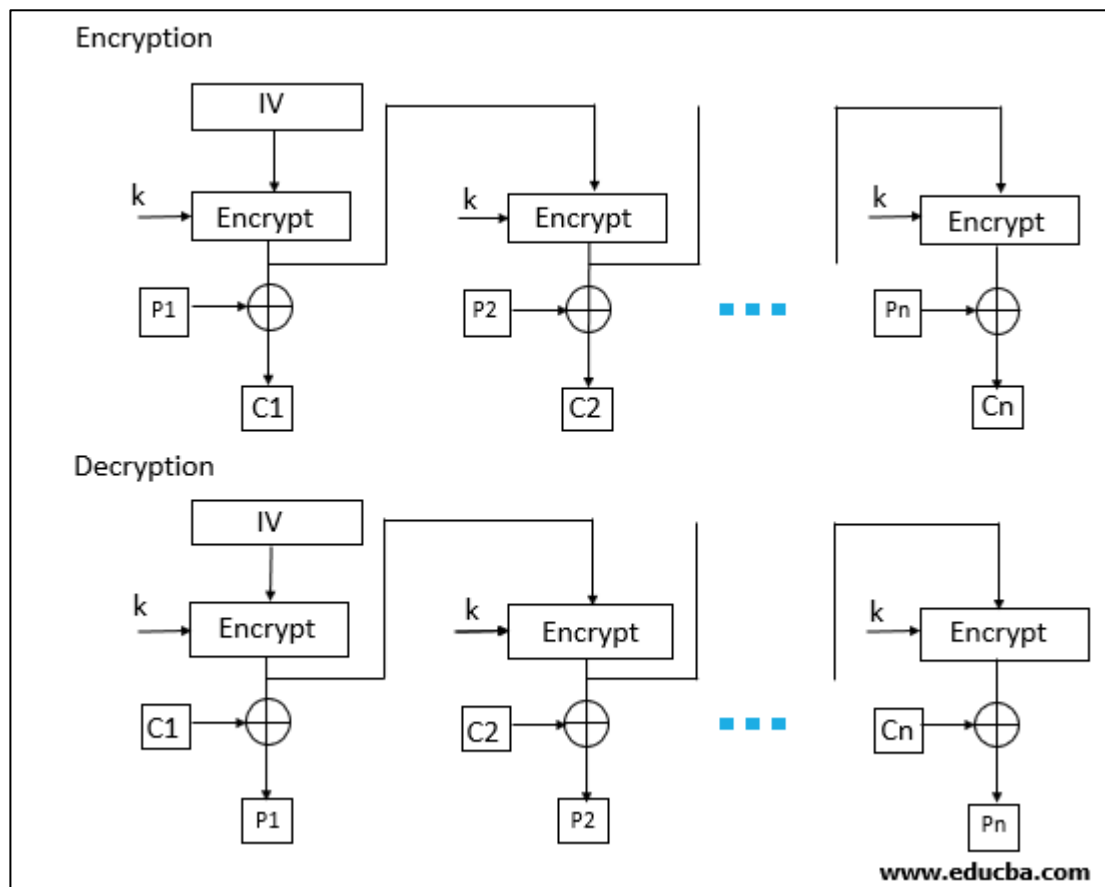 Encryption
IV
k Encrypt k Encrypt k Encrypt
P1 P2 Pn
C1 C2 Cn
Decryption
IV
k Encrypt k Encrypt k Encrypt
C1 C2 Cn
P1 P2 Pn
www.educba.com